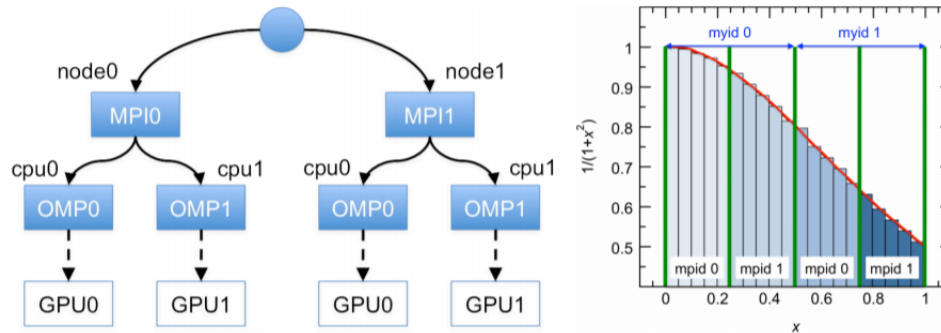 node0
node1
MPI0
MPI1
cpu0
cpu1
cpu0
cpu1
OMP0
OMP1
OMP0
OMP1
GPU0
GPU1
GPU0
GPU1
myid 0
myid 1
1
0.9
0.8
0.7
0.6
0.5
1/(1+x²)
mpid 0
mpid 1
mpid 0
mpid 1
0 0.2 0.4 0.6 0.8 1
x